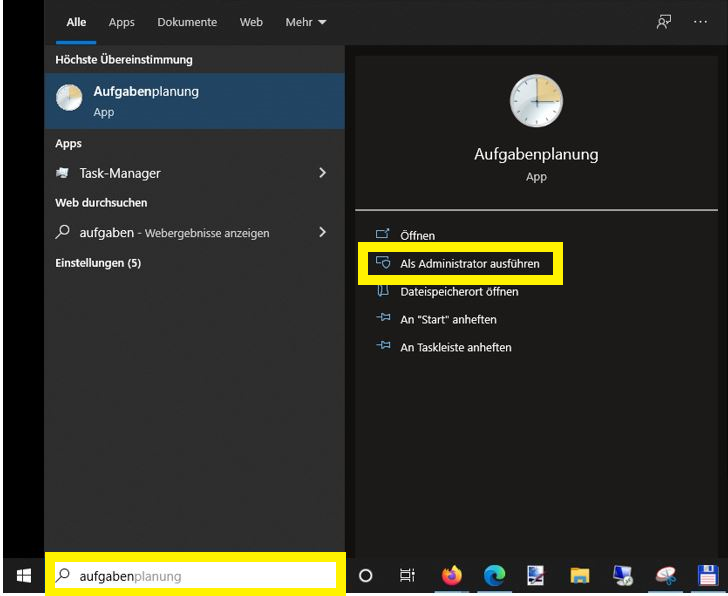 Alle Apps Dokumente Web Mehr
Höchste Übereinstimmung
Aufgabenplanung
App
Apps
Task-Manager
Web durchsuchen
aufgaben - Webergebnisse anzeigen
Einstellungen (5)
Aufgabenplanung
App
Öffnen
Als Administrator ausführen
Dateispeicherort öffnen
An "Start" anheften
An Taskleiste anheften
aufgabenplanung